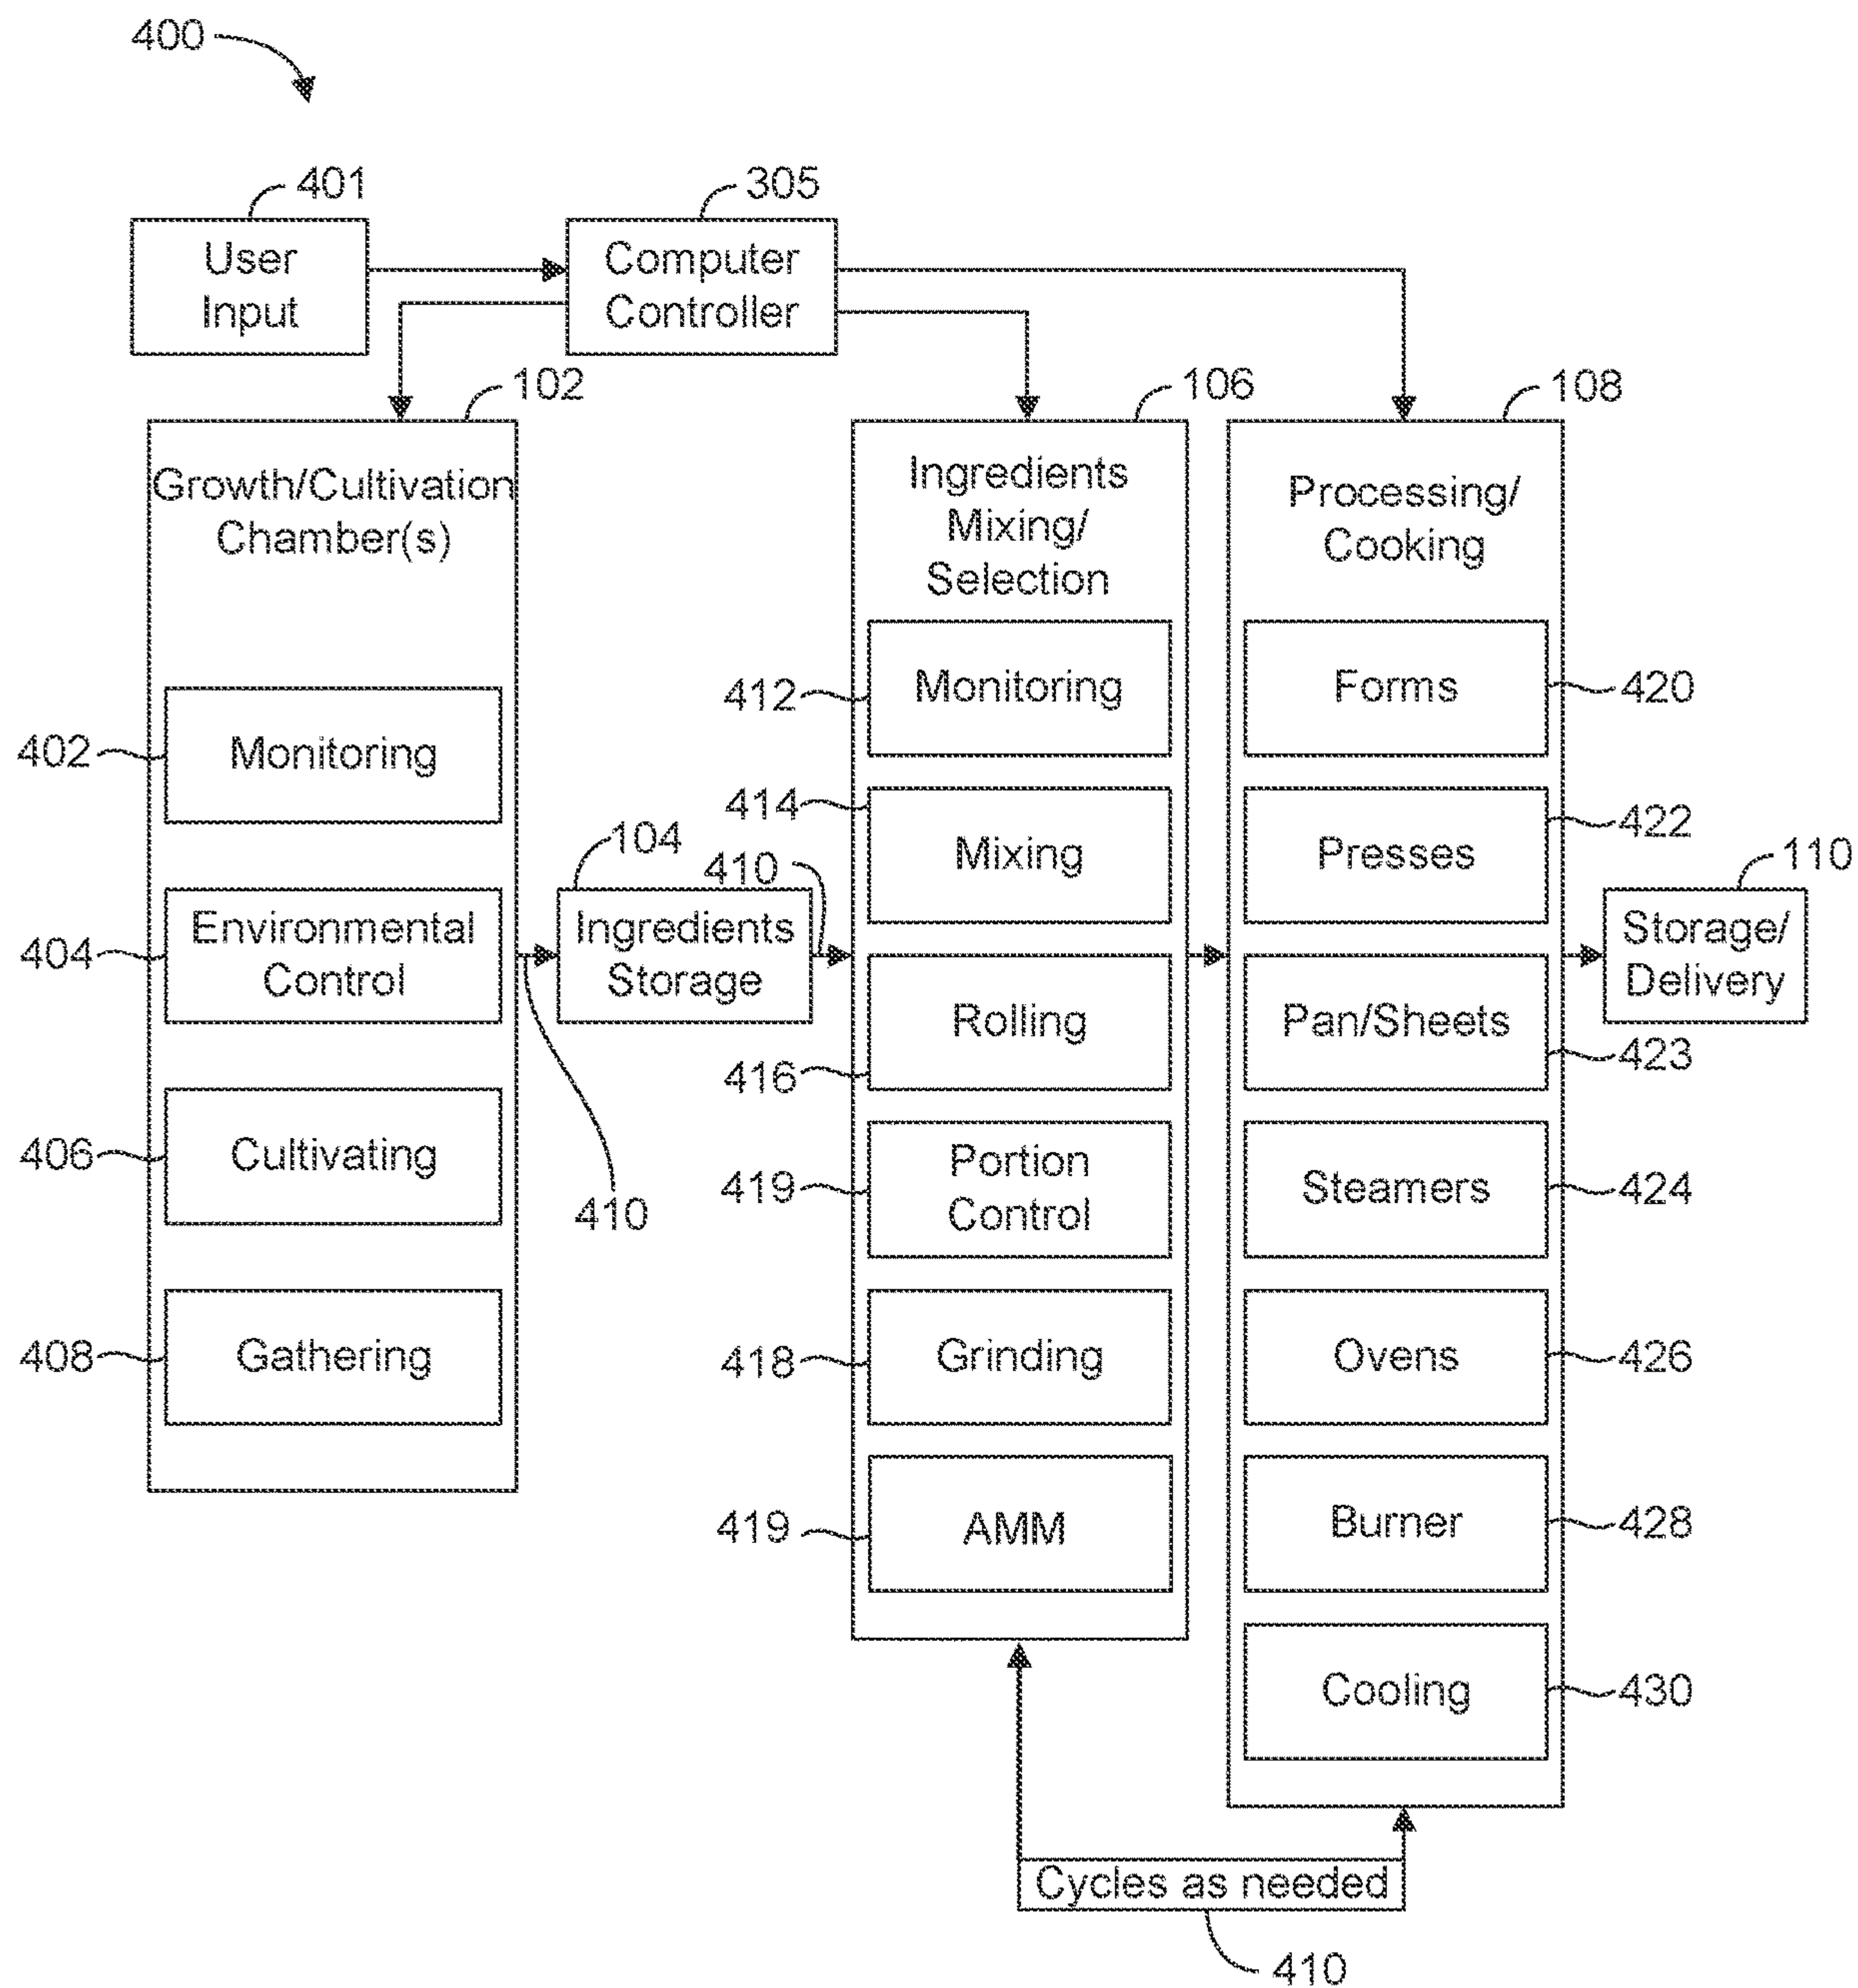 400
401
305
User
Input
Computer
Controller
102
106
108
Growth/Cultivation
Chamber(s)
Ingredients
Mixing/
Selection
Processing/
Cooking
402
Monitoring
404
Environmental
Control
406
Cultivating
408
Gathering
410
104
Ingredients
Storage
410
412
Monitoring
414
Mixing
416
Rolling
419
Portion
Control
418
Grinding
419
AMM
Forms
420
Presses
422
Pan/Sheets
423
Steamers
424
Ovens
426
Burner
428
Cooling
430
110
Storage/
Delivery
Cycles as needed
410